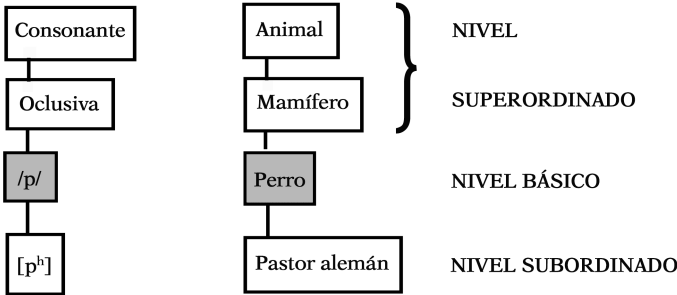 Consonante Animal NIVEL
Oclusiva Mamífero SUPERORDINADO
/p/ Perro NIVEL BÁSICO
[pʰ] Pastor alemán NIVEL SUBORDINADO